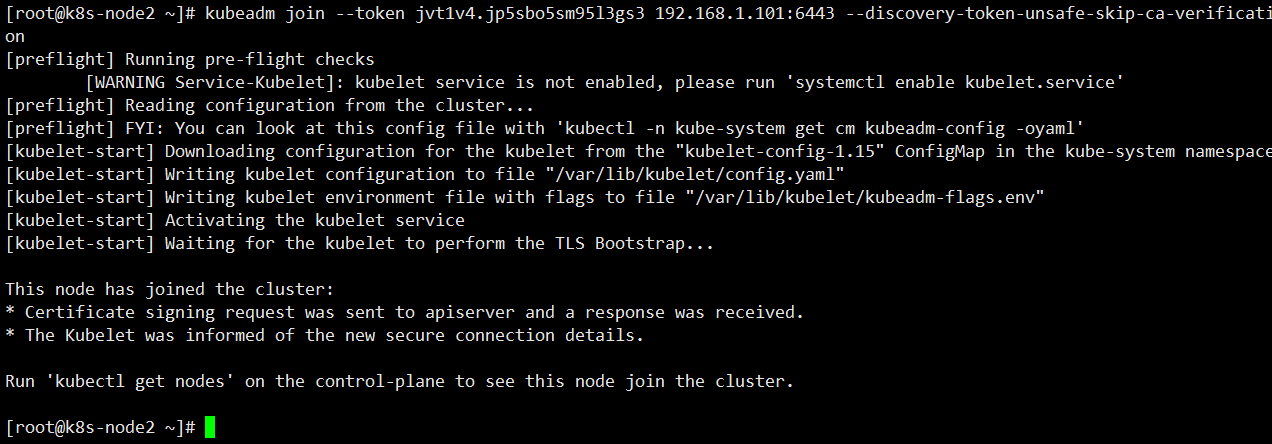 [root@k8s-node2 ~]# kubeadm join --token jvt1v4.jp5sbo5sm95l3gs3 192.168.1.101:6443 --discovery-token-unsafe-skip-ca-verificati
on
[preflight] Running pre-flight checks
        [WARNING Service-Kubelet]: kubelet service is not enabled, please run 'systemctl enable kubelet.service'
[preflight] Reading configuration from the cluster...
[preflight] FYI: You can look at this config file with 'kubectl -n kube-system get cm kubeadm-config -oyaml'
[kubelet-start] Downloading configuration for the kubelet from the "kubelet-config-1.15" ConfigMap in the kube-system namespace
[kubelet-start] Writing kubelet configuration to file "/var/lib/kubelet/config.yaml"
[kubelet-start] Writing kubelet environment file with flags to file "/var/lib/kubelet/kubeadm-flags.env"
[kubelet-start] Activating the kubelet service
[kubelet-start] Waiting for the kubelet to perform the TLS Bootstrap...
This node has joined the cluster:
* Certificate signing request was sent to apiserver and a response was received.
* The Kubelet was informed of the new secure connection details.
Run 'kubectl get nodes' on the control-plane to see this node join the cluster.
[root@k8s-node2 ~]#